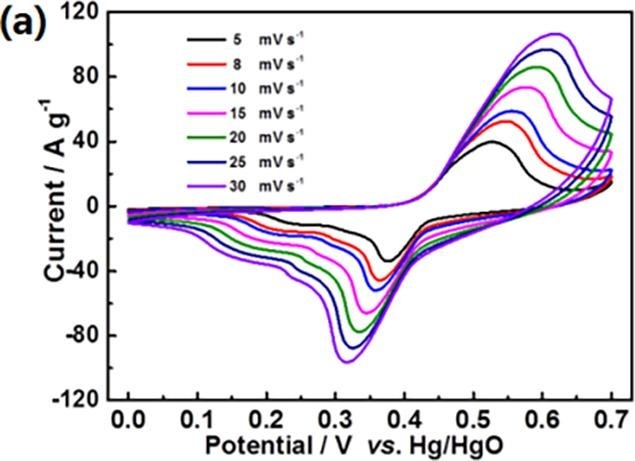 (a)
120
80
40
0
-40
-80
-120
Current / A g⁻¹
5 mV s⁻¹
8 mV s⁻¹
10 mV s⁻¹
15 mV s⁻¹
20 mV s⁻¹
25 mV s⁻¹
30 mV s⁻¹
0.0 0.1 0.2 0.3 0.4 0.5 0.6 0.7
Potential / V vs. Hg/HgO